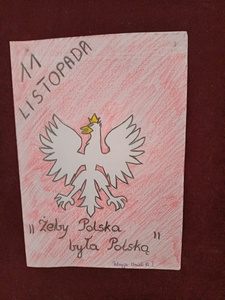 11
LISTOPADA
„Żeby Polska
była Polską"